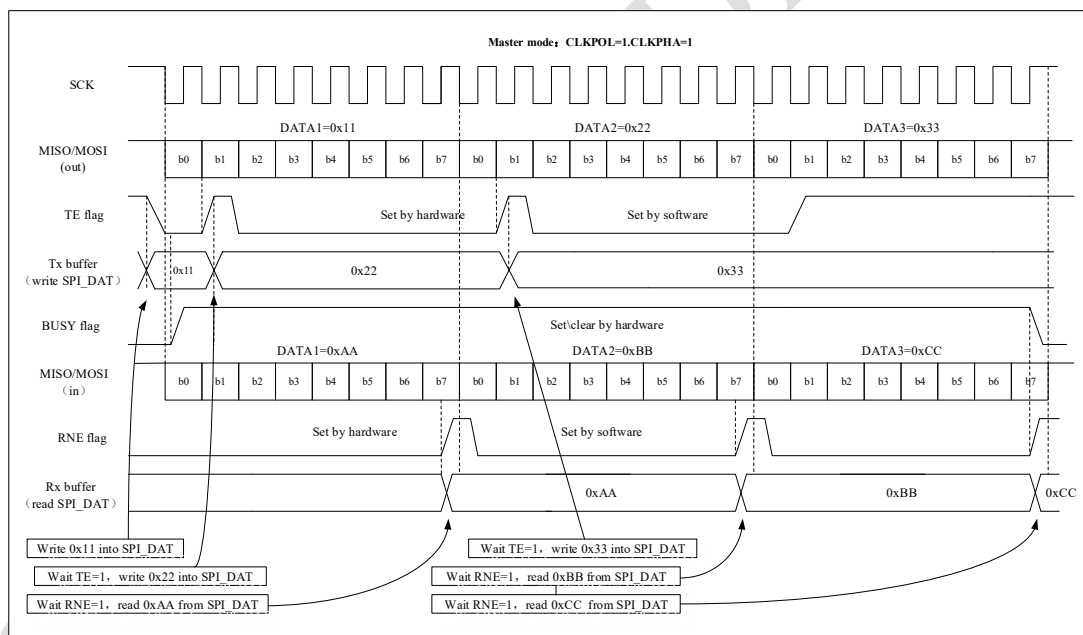 Master mode：CLKPOL=1.CLKPHA=1
SCK
DATA1=0x11 DATA2=0x22 DATA3=0x33
MISO/MOSI
(out)
b0 b1 b2 b3 b4 b5 b6 b7 b0 b1 b2 b3 b4 b5 b6 b7 b0 b1 b2 b3 b4 b5 b6 b7
TE flag Set by hardware Set by software
Tx buffer
（write SPI_DAT）
0x11 0x22 0x33
BUSY flag Set\clear by hardware
DATA1=0xAA DATA2=0xBB DATA3=0xCC
MISO/MOSI
（in）
b0 b1 b2 b3 b4 b5 b6 b7 b0 b1 b2 b3 b4 b5 b6 b7 b0 b1 b2 b3 b4 b5 b6 b7
RNE flag Set by hardware Set by software
Rx buffer
（read SPI_DAT）
0xAA 0xBB 0xCC
Write 0x11 into SPI_DAT Wait TE=1，write 0x33 into SPI_DAT
Wait TE=1，write 0x22 into SPI_DAT Wait RNE=1，read 0xBB from SPI_DAT
Wait RNE=1，read 0xAA from SPI_DAT Wait RNE=1，read 0xCC from SPI_DAT